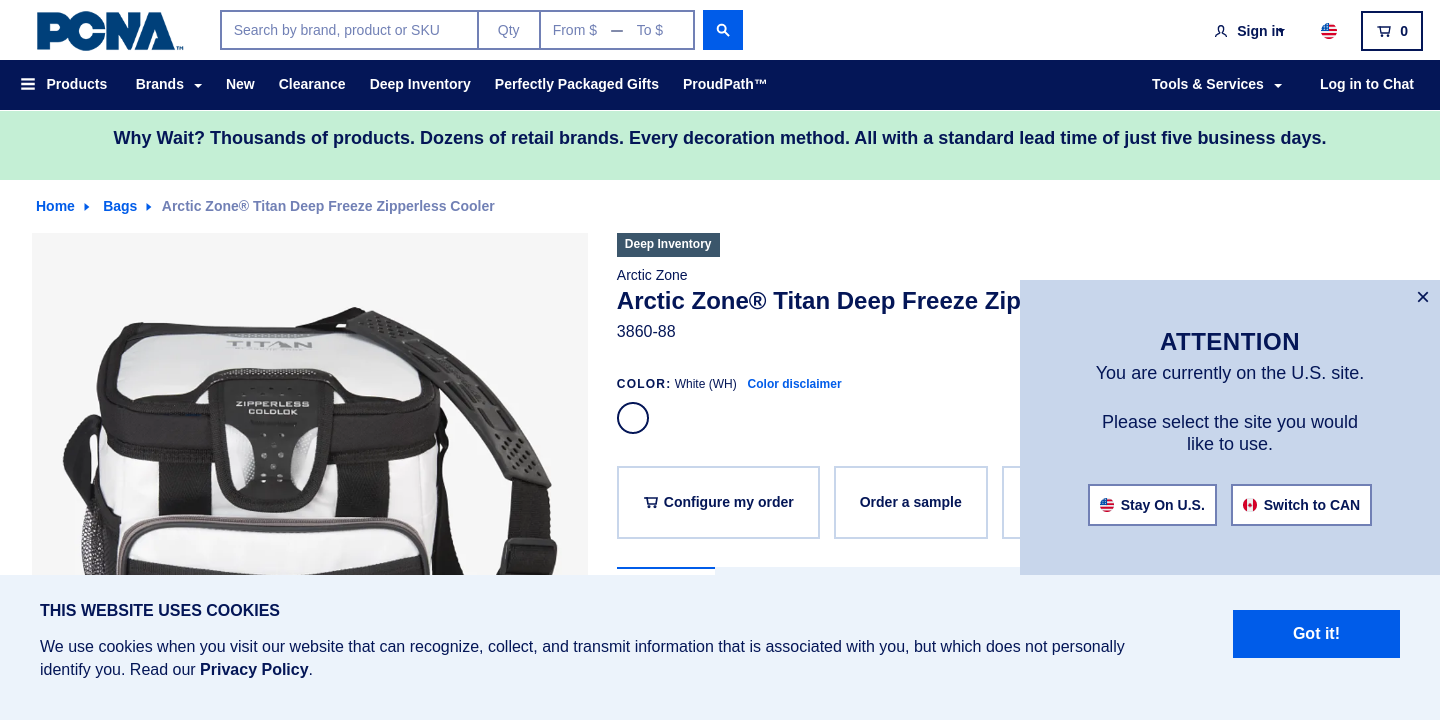 PCNA™
Search by brand, product or SKU
Qty
From $ — To $
Sign in
0
Products
Brands
New
Clearance
Deep Inventory
Perfectly Packaged Gifts
ProudPath™
Tools & Services
Log in to Chat
Why Wait? Thousands of products. Dozens of retail brands. Every decoration method. All with a standard lead time of just five business days.
Home
Bags
Arctic Zone® Titan Deep Freeze Zipperless Cooler
TITAN
ZIPPERLESS
COLDLOK
Deep Inventory
Arctic Zone
Arctic Zone® Titan Deep Freeze Zip
3860-88
COLOR: White (WH) Color disclaimer
Configure my order
Order a sample
×
ATTENTION
You are currently on the U.S. site.
Please select the site you would
like to use.
Stay On U.S.
Switch to CAN
THIS WEBSITE USES COOKIES
We use cookies when you visit our website that can recognize, collect, and transmit information that is associated with you, but which does not personally
identify you. Read our Privacy Policy.
Got it!